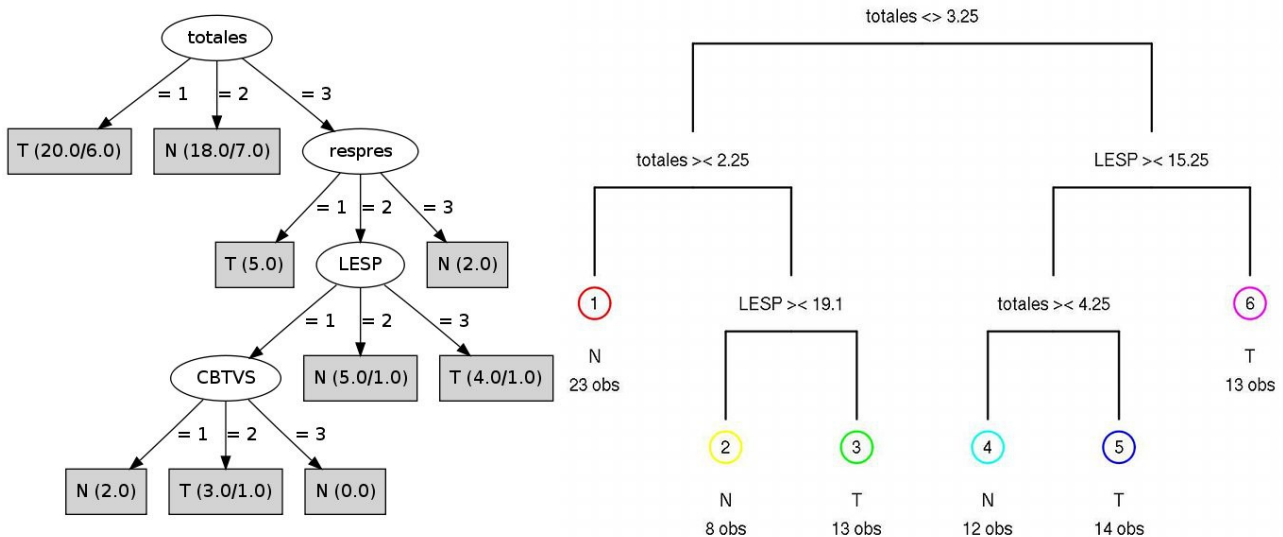 totales
= 1
= 2
= 3
T (20.0/6.0)
N (18.0/7.0)
respres
= 1
= 2
= 3
T (5.0)
LESP
N (2.0)
= 1
= 2
= 3
CBTVS
N (5.0/1.0)
T (4.0/1.0)
= 1
= 2
= 3
N (2.0)
T (3.0/1.0)
N (0.0)
totales <> 3.25
totales >< 2.25
LESP >< 15.25
1
N
23 obs
LESP >< 19.1
totales >< 4.25
6
T
13 obs
2
N
8 obs
3
T
13 obs
4
N
12 obs
5
T
14 obs